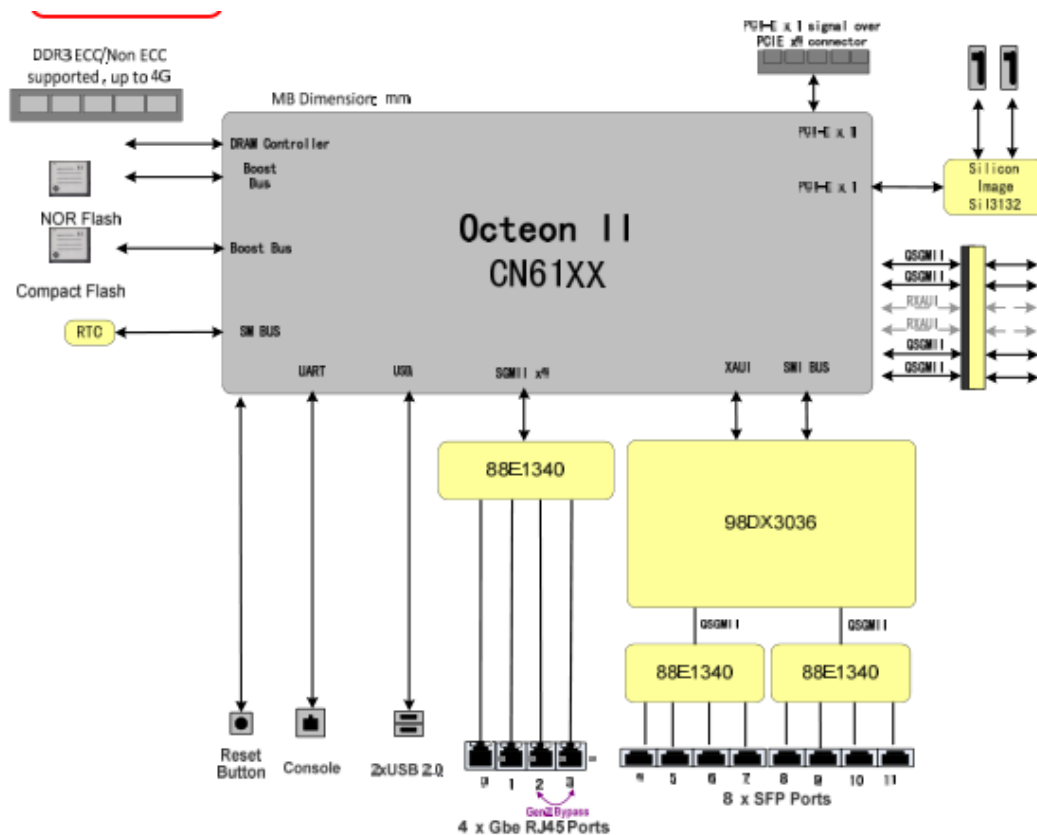 DDR3 ECC/Non ECC
supported, up to 4G
MB Dimension: mm
PCI-E x 1 signal over
PCIE x4 connector
1 1
DRAM Controller
Boost
Bus
PCI-E x 1
PCI-E x 1
Silicon
Image
SiI3132
NOR Flash
Octeon II
CN61XX
Boost Bus
Compact Flash
RTC
SM BUS
QSGMII
QSGMII
RXAUI
RXAUI
QSGMII
QSGMII
UART
USB
SGMII x4
XAUI
SMI BUS
88E1340
98DX3036
QSGMII
QSGMII
88E1340
88E1340
Reset
Button
Console
2xUSB 2.0
0 1 2 3
4 5 6 7 8 9 10 11
Gen2 Bypass
4 x Gbe RJ45 Ports
8 x SFP Ports